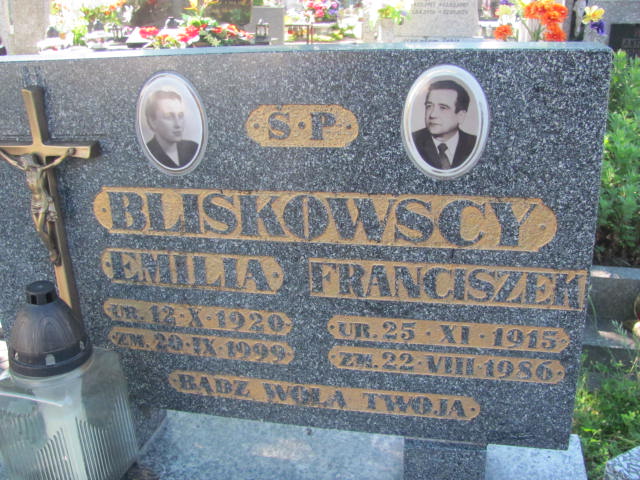 Ś·P
BLISKOWSCY
EMILIA FRANCISZEK
UR. 12·X·1920 UR. 25·XI·1915
ZM. 20·IX·1999 ZM. 22·VIII·1986
BĄDŹ WOLA TWOJA